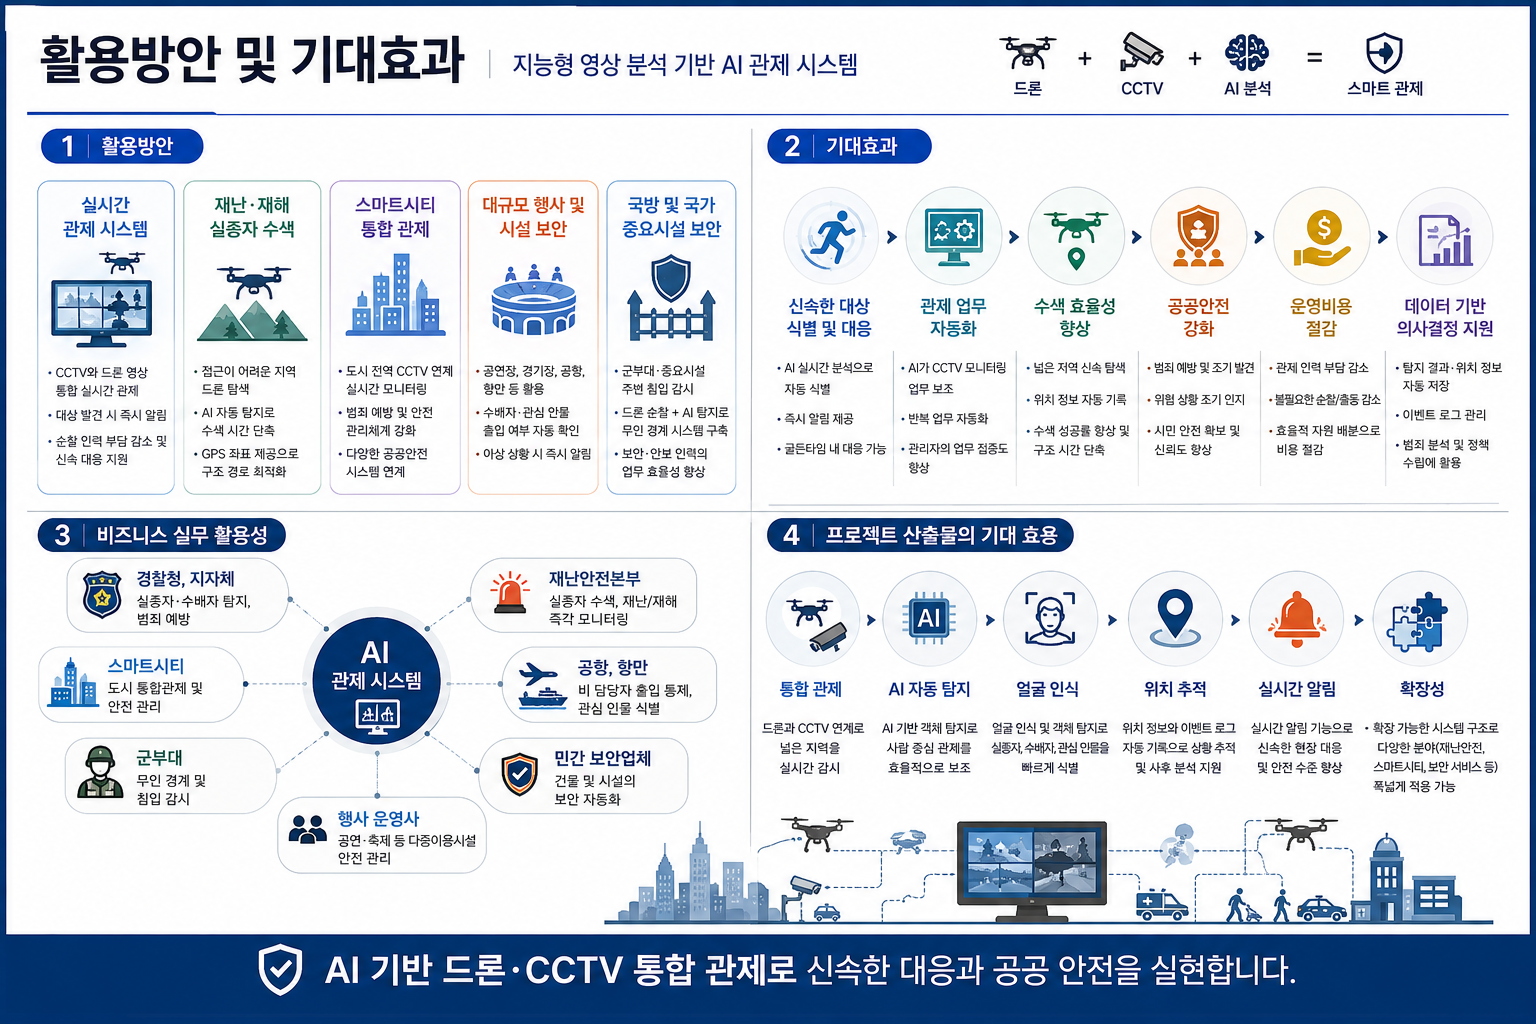 활용방안 및 기대효과
지능형 영상 분석 기반 AI 관제 시스템
드론
+
CCTV
+
AI 분석
=
스마트 관제
1 활용방안
실시간
관제 시스템
• CCTV와 드론 영상
통합 실시간 관제
• 대상 발견 시 즉시 알림
• 순찰 인력 부담 감소 및
신속 대응 지원
재난·재해
실종자 수색
• 접근이 어려운 지역
드론 탐색
• AI 자동 탐지로
수색 시간 단축
• GPS 좌표 제공으로
구조 경로 최적화
스마트시티
통합 관제
• 도시 전역 CCTV 연계
실시간 모니터링
• 범죄 예방 및 안전
관리체계 강화
• 다양한 공공안전
시스템 연계
대규모 행사 및
시설 보안
• 공연장, 경기장, 공항,
항만 등 활용
• 수배자·관심 인물
출입 여부 자동 확인
• 이상 상황 시 즉시 알림
국방 및 국가
중요시설 보안
• 군부대·중요시설
주변 침입 감시
• 드론 순찰 + AI 탐지로
무인 경계 시스템 구축
• 보안·안보 인력의
업무 효율성 향상
2 기대효과
신속한 대상
식별 및 대응
• AI 실시간 분석으로
자동 식별
• 즉시 알림 제공
• 골든타임 내 대응 가능
관제 업무
자동화
• AI가 CCTV 모니터링
업무 보조
• 반복 업무 자동화
• 관리자의 업무 집중도
향상
수색 효율성
향상
• 넓은 지역 신속 탐색
• 위치 정보 자동 기록
• 수색 성공률 향상 및
구조 시간 단축
공공안전
강화
• 범죄 예방 및 조기 발견
• 위험 상황 조기 인지
• 시민 안전 확보 및
신뢰도 향상
운영비용
절감
• 관제 인력 부담 감소
• 불필요한 순찰/출동 감소
• 효율적 자원 배분으로
비용 절감
데이터 기반
의사결정 지원
• 탐지 결과·위치 정보
자동 저장
• 이벤트 로그 관리
• 범죄 분석 및 정책
수립에 활용
3 비즈니스 실무 활용성
경찰청, 지자체
실종자·수배자 탐지,
범죄 예방
스마트시티
도시 통합관제 및
안전 관리
군부대
무인 경계 및
침입 감시
AI
관제 시스템
재난안전본부
실종자 수색, 재난/재해
즉각 모니터링
공항, 항만
비 담당자 출입 통제,
관심 인물 식별
민간 보안업체
건물 및 시설의
보안 자동화
행사 운영사
공연·축제 등 다중이용시설
안전 관리
4 프로젝트 산출물의 기대 효용
통합 관제
드론과 CCTV 연계로
넓은 지역을
실시간 감시
AI
AI 자동 탐지
AI 기반 객체 탐지로
사람 중심 관제를
효율적으로 보조
얼굴 인식
얼굴 인식 및 객체 탐지로
실종자, 수배자, 관심 인물을
빠르게 식별
위치 추적
위치 정보와 이벤트 로그
자동 기록으로 상황 추적
및 사후 분석 지원
실시간 알림
실시간 알림 기능으로
신속한 현장 대응
및 안전 수준 향상
확장성
• 확장 가능한 시스템 구조로
다양한 분야(재난안전,
스마트시티, 보안 서비스 등)
폭넓게 적용 가능
AI 기반 드론·CCTV 통합 관제로 신속한 대응과 공공 안전을 실현합니다.